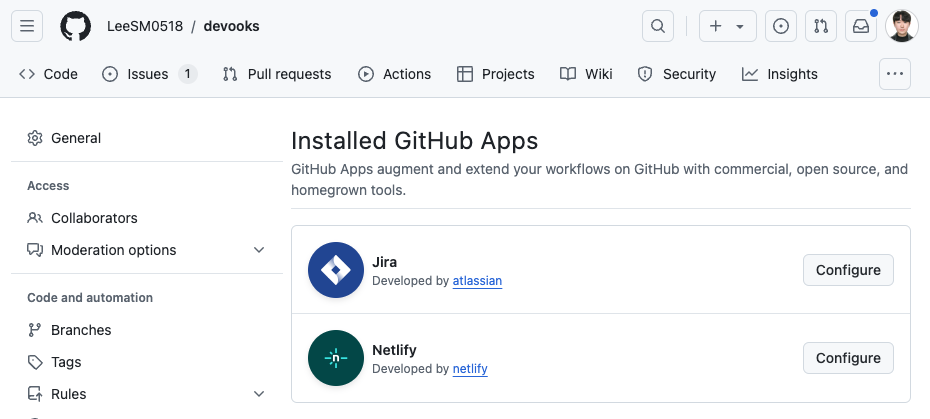 LeeSM0518 / devooks
Code Issues 1 Pull requests Actions Projects Wiki Security Insights
General
Access
Collaborators
Moderation options
Code and automation
Branches
Tags
Rules
Installed GitHub Apps
GitHub Apps augment and extend your workflows on GitHub with commercial, open source, and
homegrown tools.
Jira
Developed by atlassian
Configure
n
Netlify
Developed by netlify
Configure